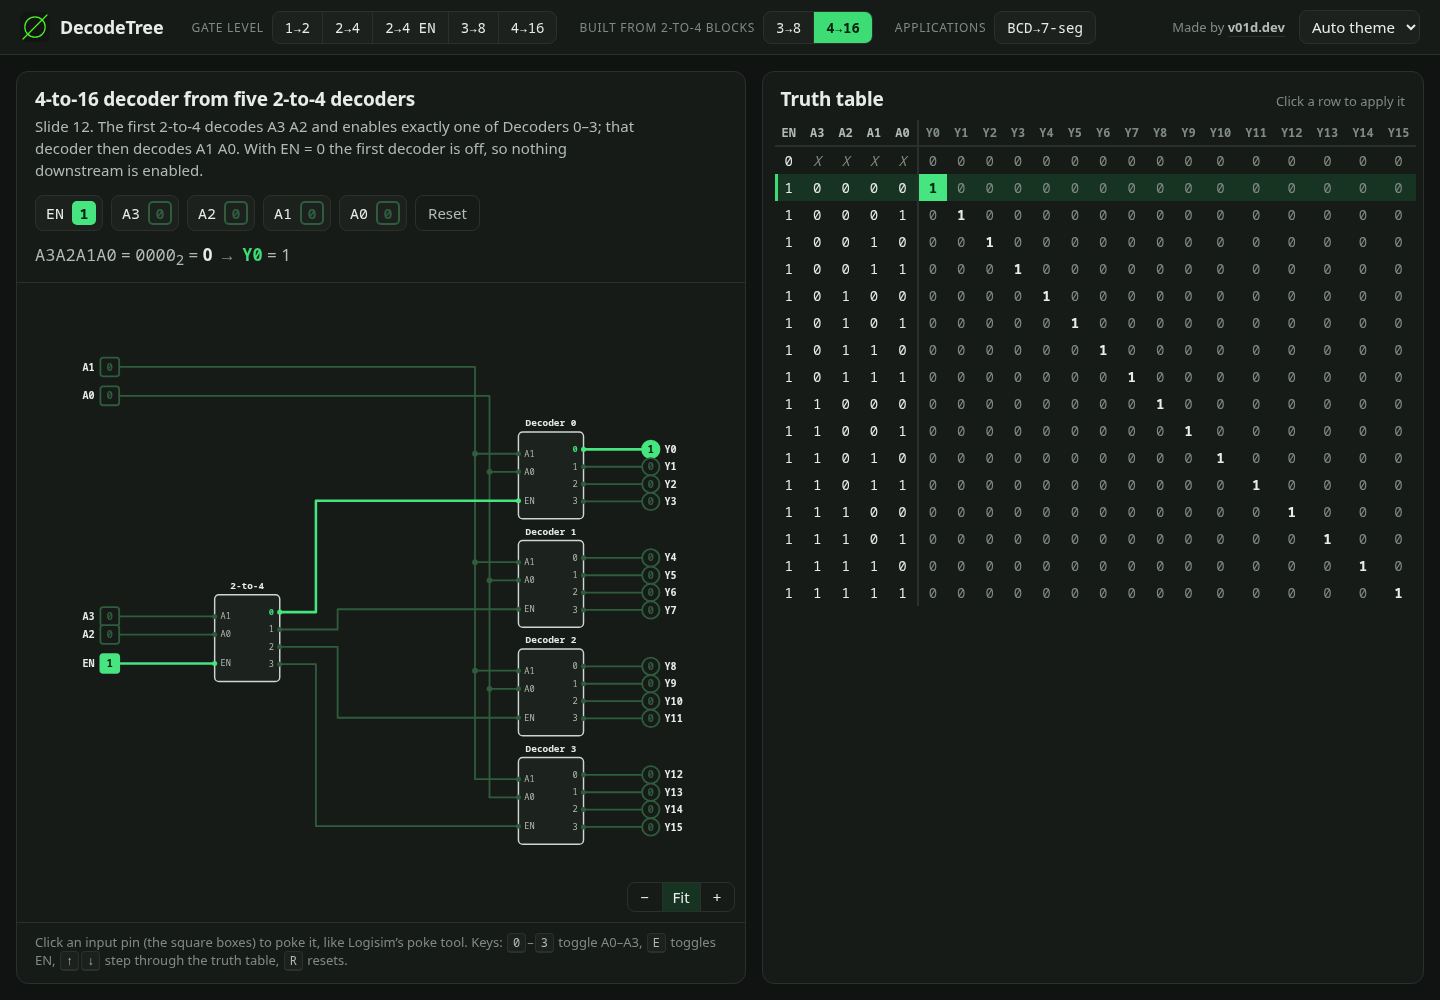 DecodeTree GATE LEVEL 1→2 2→4 2→4 EN 3→8 4→16 BUILT FROM 2-TO-4 BLOCKS 3→8 4→16 APPLICATIONS BCD→7-seg Made by v01d.dev Auto theme
4-to-16 decoder from five 2-to-4 decoders
Slide 12. The first 2-to-4 decodes A3 A2 and enables exactly one of Decoders 0–3; that
decoder then decodes A1 A0. With EN = 0 the first decoder is off, so nothing
downstream is enabled.
EN 1 A3 0 A2 0 A1 0 A0 0 Reset
A3A2A1A0 = 0000₂ = 0 → Y0 = 1
A1 0
A0 0
Decoder 0
A1 0 1 Y0
A0 1 0 Y1
2 0 Y2
EN 3 0 Y3
Decoder 1
A1 0 0 Y4
A0 1 0 Y5
2 0 Y6
EN 3 0 Y7
2-to-4
A3 0 A1 0
A2 0 A0 1
2
EN 1 EN 3
Decoder 2
A1 0 0 Y8
A0 1 0 Y9
2 0 Y10
EN 3 0 Y11
Decoder 3
A1 0 0 Y12
A0 1 0 Y13
2 0 Y14
EN 3 0 Y15
− Fit +
Click an input pin (the square boxes) to poke it, like Logisim's poke tool. Keys: 0 – 3 toggle A0–A3, E toggles
EN, ↑ ↓ step through the truth table, R resets.
Truth table
Click a row to apply it
EN A3 A2 A1 A0 Y0 Y1 Y2 Y3 Y4 Y5 Y6 Y7 Y8 Y9 Y10 Y11 Y12 Y13 Y14 Y15
0 X X X X 0 0 0 0 0 0 0 0 0 0 0 0 0 0 0 0
1 0 0 0 0 1 0 0 0 0 0 0 0 0 0 0 0 0 0 0 0
1 0 0 0 1 0 1 0 0 0 0 0 0 0 0 0 0 0 0 0 0
1 0 0 1 0 0 0 1 0 0 0 0 0 0 0 0 0 0 0 0 0
1 0 0 1 1 0 0 0 1 0 0 0 0 0 0 0 0 0 0 0 0
1 0 1 0 0 0 0 0 0 1 0 0 0 0 0 0 0 0 0 0 0
1 0 1 0 1 0 0 0 0 0 1 0 0 0 0 0 0 0 0 0 0
1 0 1 1 0 0 0 0 0 0 0 1 0 0 0 0 0 0 0 0 0
1 0 1 1 1 0 0 0 0 0 0 0 1 0 0 0 0 0 0 0 0
1 1 0 0 0 0 0 0 0 0 0 0 0 1 0 0 0 0 0 0 0
1 1 0 0 1 0 0 0 0 0 0 0 0 0 1 0 0 0 0 0 0
1 1 0 1 0 0 0 0 0 0 0 0 0 0 0 1 0 0 0 0 0
1 1 0 1 1 0 0 0 0 0 0 0 0 0 0 0 1 0 0 0 0
1 1 1 0 0 0 0 0 0 0 0 0 0 0 0 0 0 1 0 0 0
1 1 1 0 1 0 0 0 0 0 0 0 0 0 0 0 0 0 1 0 0
1 1 1 1 0 0 0 0 0 0 0 0 0 0 0 0 0 0 0 1 0
1 1 1 1 1 0 0 0 0 0 0 0 0 0 0 0 0 0 0 0 1